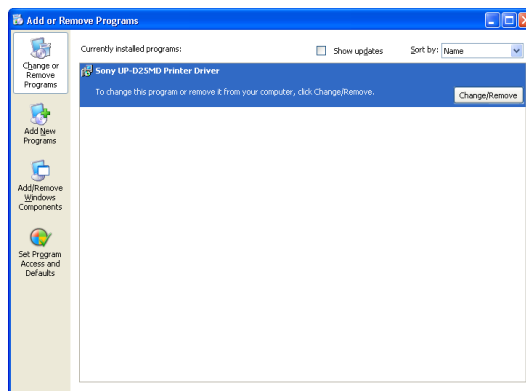 Add or Remove Programs
Change or
Remove
Programs
Currently installed programs:
Show updates
Sort by:
Name
Sony UP-D25MD Printer Driver
To change this program or remove it from your computer, click Change/Remove.
Change/Remove
Add New
Programs
Add/Remove
Windows
Components
Set Program
Access and
Defaults